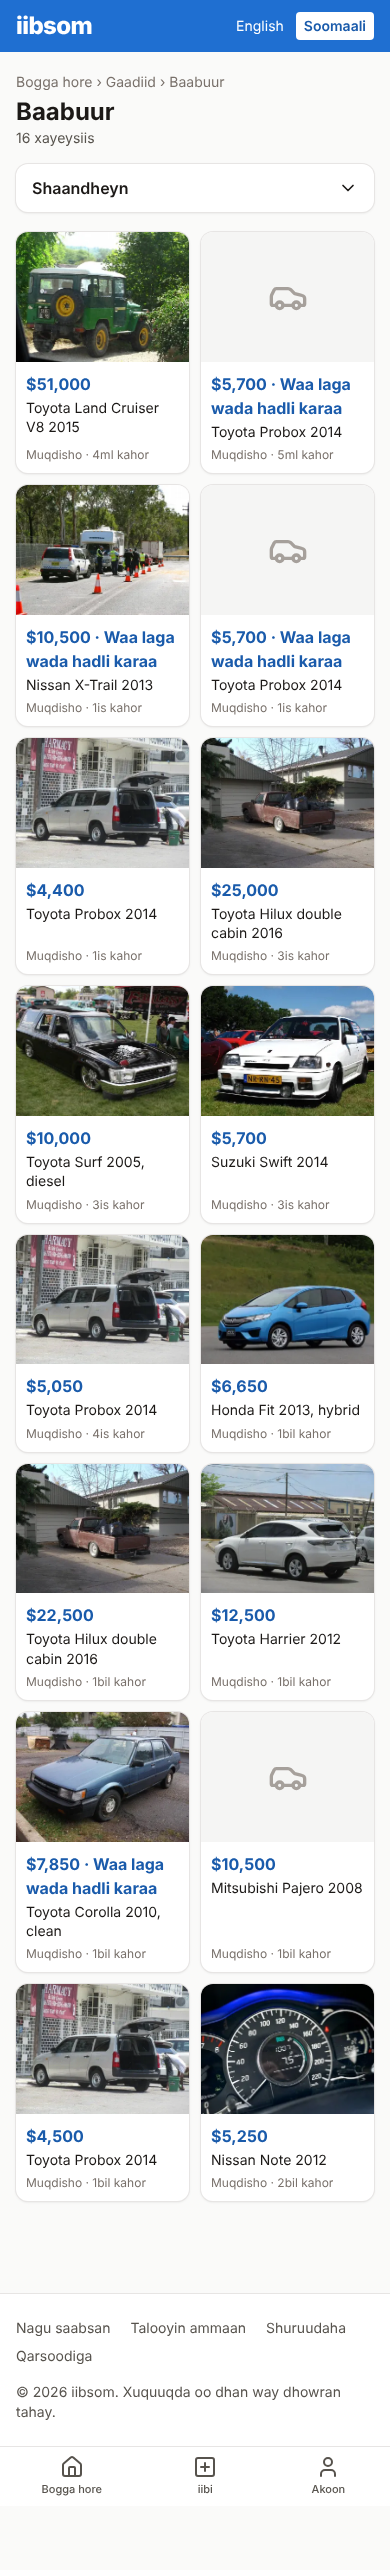 iibsom
English
Soomaali
Bogga hore › Gaadiid › Baabuur
Baabuur
16 xayeysiis
Shaandheyn
$51,000
Toyota Land Cruiser
V8 2015
Muqdisho · 4ml kahor
$5,700 · Waa laga
wada hadli karaa
Toyota Probox 2014
Muqdisho · 5ml kahor
$10,500 · Waa laga
wada hadli karaa
Nissan X-Trail 2013
Muqdisho · 1is kahor
$5,700 · Waa laga
wada hadli karaa
Toyota Probox 2014
Muqdisho · 1is kahor
$4,400
Toyota Probox 2014
Muqdisho · 1is kahor
$25,000
Toyota Hilux double
cabin 2016
Muqdisho · 3is kahor
$10,000
Toyota Surf 2005,
diesel
Muqdisho · 3is kahor
$5,700
Suzuki Swift 2014
Muqdisho · 3is kahor
$5,050
Toyota Probox 2014
Muqdisho · 4is kahor
$6,650
Honda Fit 2013, hybrid
Muqdisho · 1bil kahor
$22,500
Toyota Hilux double
cabin 2016
Muqdisho · 1bil kahor
$12,500
Toyota Harrier 2012
Muqdisho · 1bil kahor
$7,850 · Waa laga
wada hadli karaa
Toyota Corolla 2010,
clean
Muqdisho · 1bil kahor
$10,500
Mitsubishi Pajero 2008
Muqdisho · 1bil kahor
$4,500
Toyota Probox 2014
Muqdisho · 1bil kahor
$5,250
Nissan Note 2012
Muqdisho · 2bil kahor
Nagu saabsan
Talooyin ammaan
Shuruudaha
Qarsoodiga
© 2026 iibsom. Xuquuqda oo dhan way dhowran
tahay.
Bogga hore
iibi
Akoon